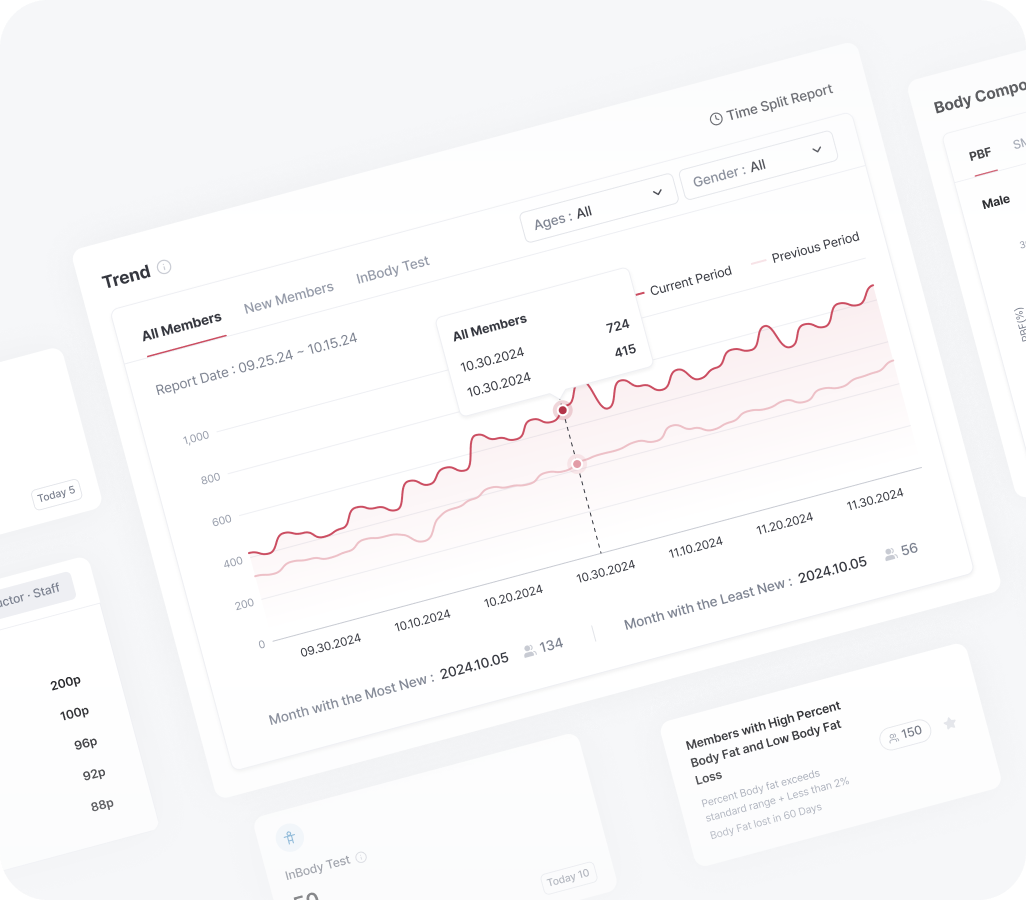 Time Split Report
Trend
Ages : All
Gender : All
All Members
New Members
InBody Test
Report Date : 09.25.24 ~ 10.15.24
Current Period
Previous Period
All Members
10.30.2024 724
10.30.2024 415
1,000
800
600
400
200
0
09.30.2024
10.10.2024
10.20.2024
10.30.2024
11.10.2024
11.20.2024
11.30.2024
Month with the Most New : 2024.10.05 134
Month with the Least New : 2024.10.05 56
Body Compo
PBF
SM
Male
PBF(%)
Today 5
ctor · Staff
200p
100p
96p
92p
88p
InBody Test
50
Today 10
Members with High Percent
Body Fat and Low Body Fat
Loss
150
Percent Body fat exceeds
standard range + Less than 2%
Body Fat lost in 60 Days